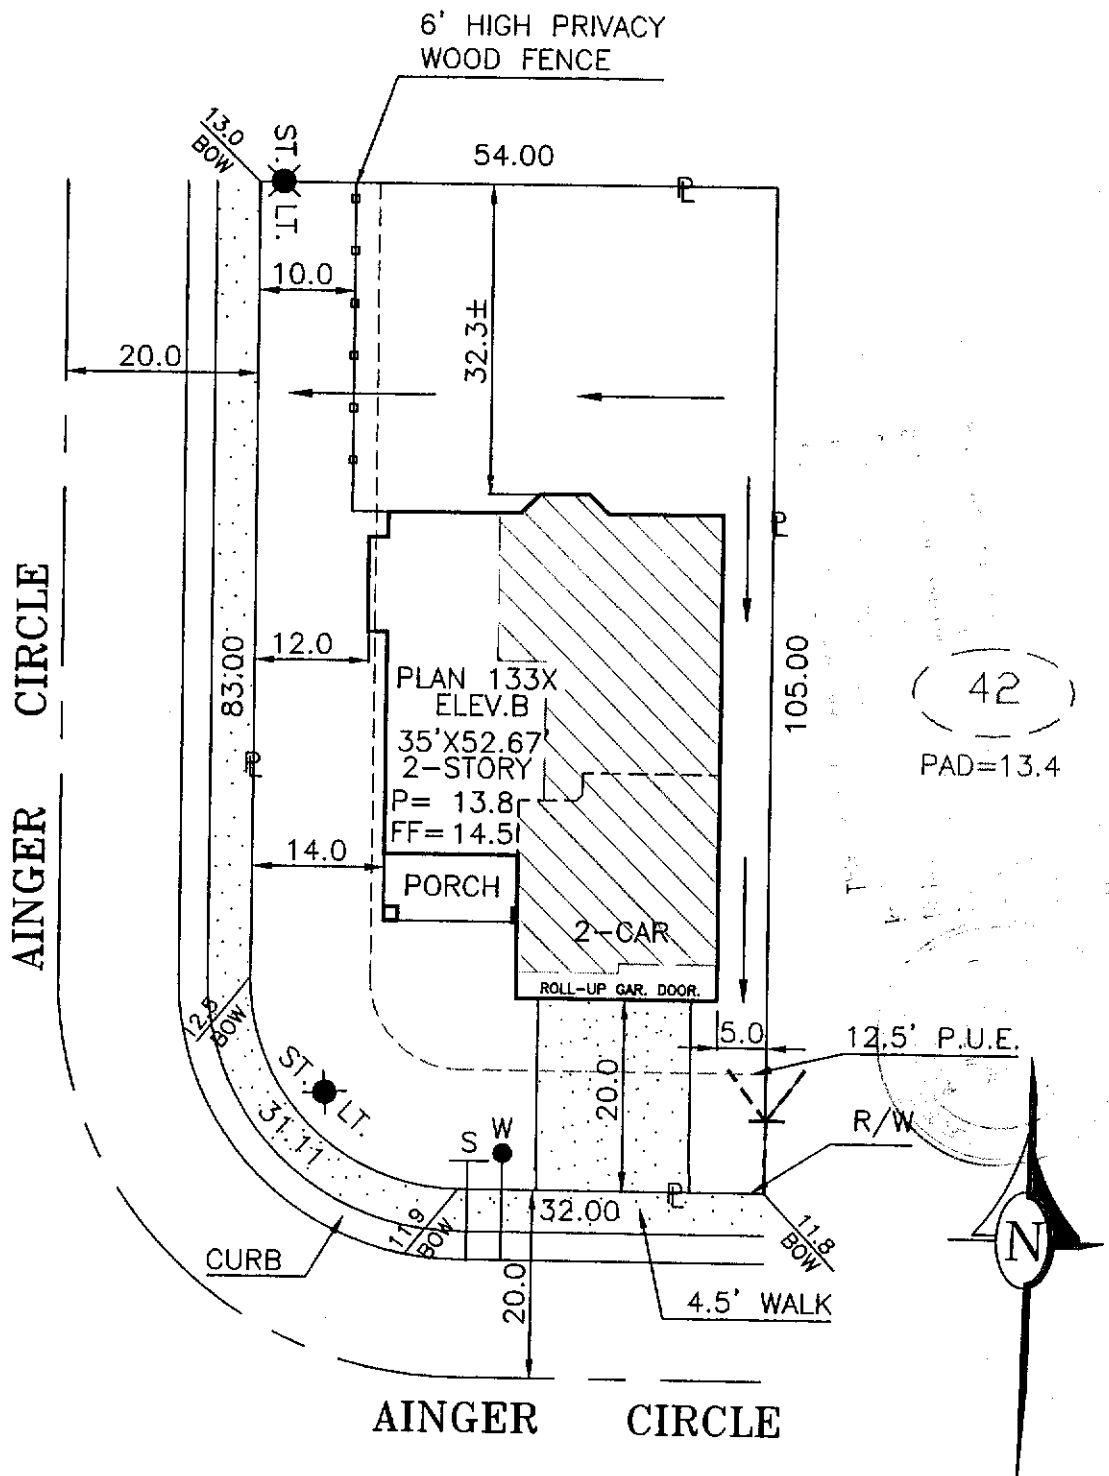 6' HIGH PRIVACY
WOOD FENCE
13.0
BOW
ST.
LT.
54.00
PL
10.0
32.3±
20.0
PL
AINGER CIRCLE
83.00
12.0
105.00
42
PAD=13.4
PLAN 133X
ELEV.B
35'X52.67'
2-STORY
P= 13.8
FF= 14.5
PL
14.0
PORCH
2-CAR
ROLL-UP GAR. DOOR.
12.5
BOW
5.0
12.5' P.U.E.
ST.
LT.
31.11
20.0
S
W
R/W
PL
32.00
11.9
BOW
11.8
BOW
N
CURB
20.0
4.5' WALK
AINGER CIRCLE